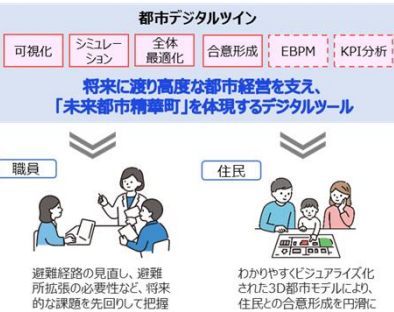 都市デジタルツイン
可視化
シミュレー
ション
全体
最適化
合意形成
EBPM
KPI分析
将来に渡り高度な都市経営を支え、
「未来都市精華町」を体現するデジタルツール
職員
住民
避難経路の見直し、避難
所拡張の必要性など、将来
的な課題を先回りして把握
わかりやすくビジュアライズ化
された3D都市モデルにより、
住民との合意形成を円滑に